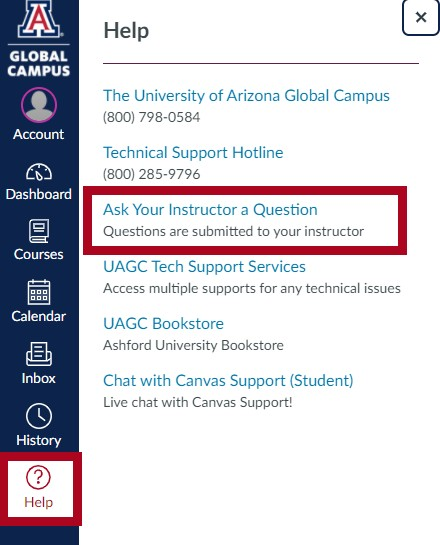 A
GLOBAL
CAMPUS
Account
Dashboard
Courses
Calendar
Inbox
History
Help
Help
×
The University of Arizona Global Campus
(800) 798-0584
Technical Support Hotline
(800) 285-9796
Ask Your Instructor a Question
Questions are submitted to your instructor
UAGC Tech Support Services
Access multiple supports for any technical issues
UAGC Bookstore
Ashford University Bookstore
Chat with Canvas Support (Student)
Live chat with Canvas Support!